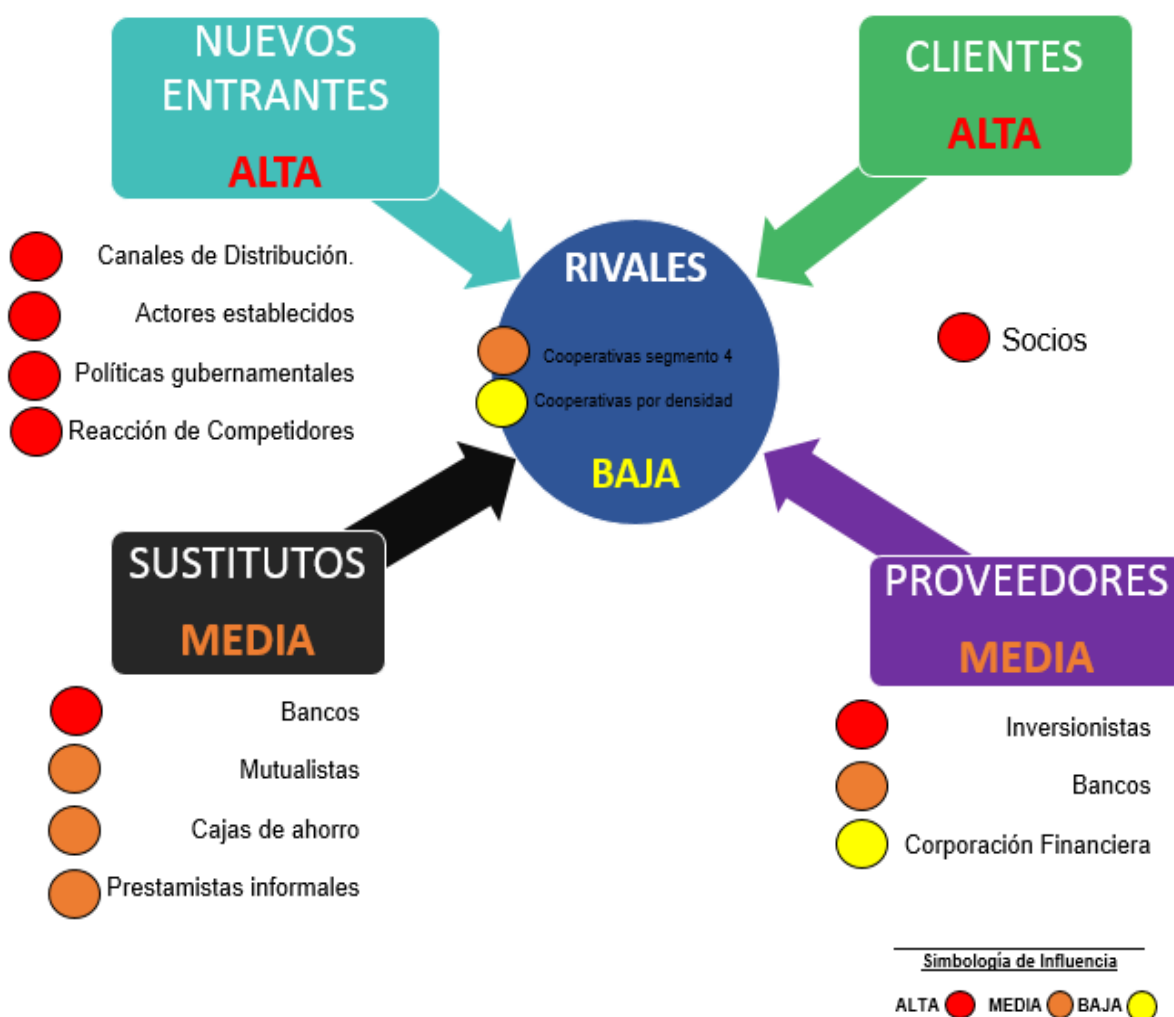 NUEVOS
ENTRANTES
ALTA
CLIENTES
ALTA
Canales de Distribución.
Actores establecidos
Políticas gubernamentales
Reacción de Competidores
RIVALES
Cooperativas segmento 4
Cooperativas por densidad
BAJA
Socios
SUSTITUTOS
MEDIA
Bancos
Mutualistas
Cajas de ahorro
Prestamistas informales
PROVEEDORES
MEDIA
Inversionistas
Bancos
Corporación Financiera
Simbología de Influencia
ALTA MEDIA BAJA